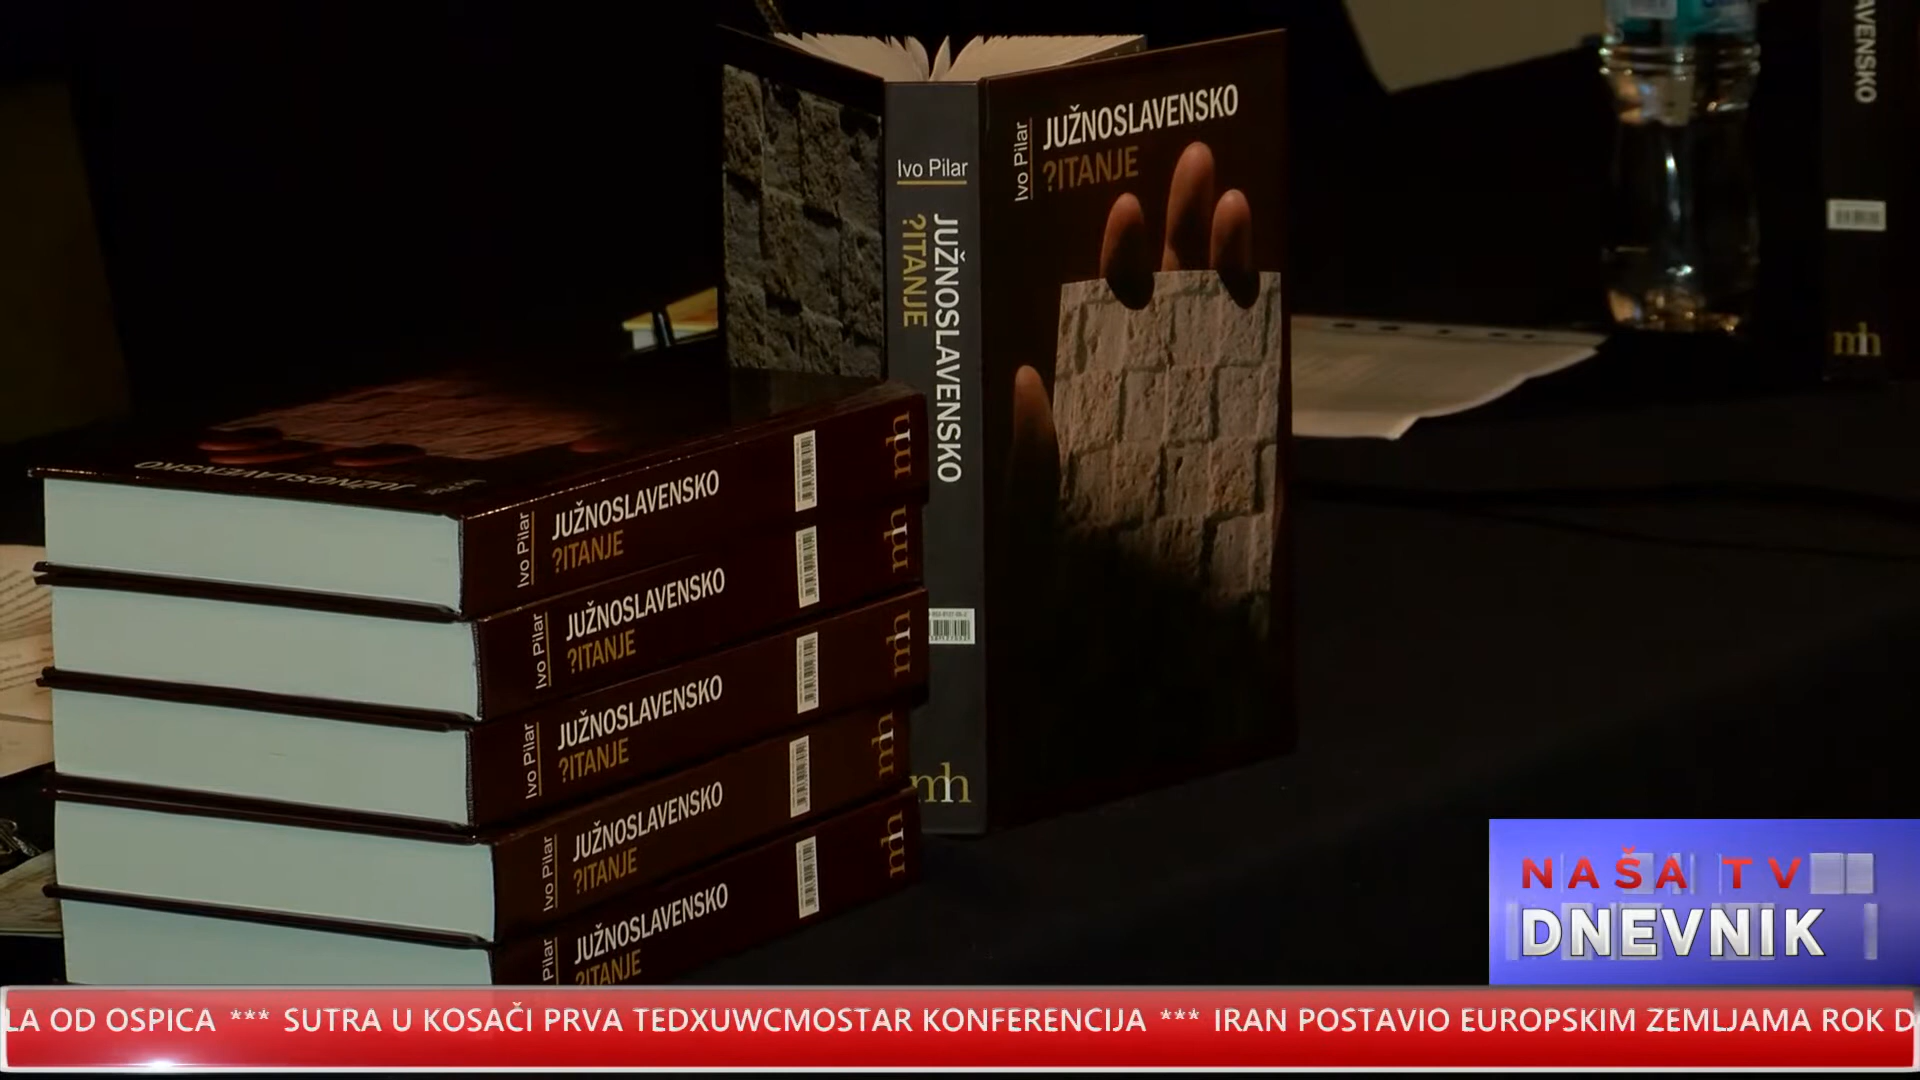 Ivo Pilar
JUŽNOSLAVENSKO
?ITANJE
Ivo Pilar
JUŽNOSLAVENSKO
?ITANJE
mh
AVENSKO
mh
JUŽNOSLAVENSKO
Ivo Pilar
JUŽNOSLAVENSKO
?ITANJE
mh
Ivo Pilar
JUŽNOSLAVENSKO
?ITANJE
mh
Ivo Pilar
JUŽNOSLAVENSKO
?ITANJE
mh
Ivo Pilar
JUŽNOSLAVENSKO
?ITANJE
mh
Pilar
JUŽNOSLAVENSKO
?ITANJE
mh
NAŠA TV
DNEVNIK
LA OD OSPICA *** SUTRA U KOSAČI PRVA TEDXUWCMOSTAR KONFERENCIJA *** IRAN POSTAVIO EUROPSKIM ZEMLJAMA ROK D